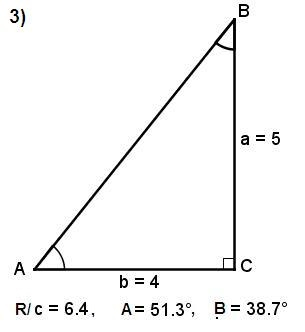 3)
B
a = 5
A
C
b = 4
R/c = 6.4, A= 51.3°, B = 38.7°